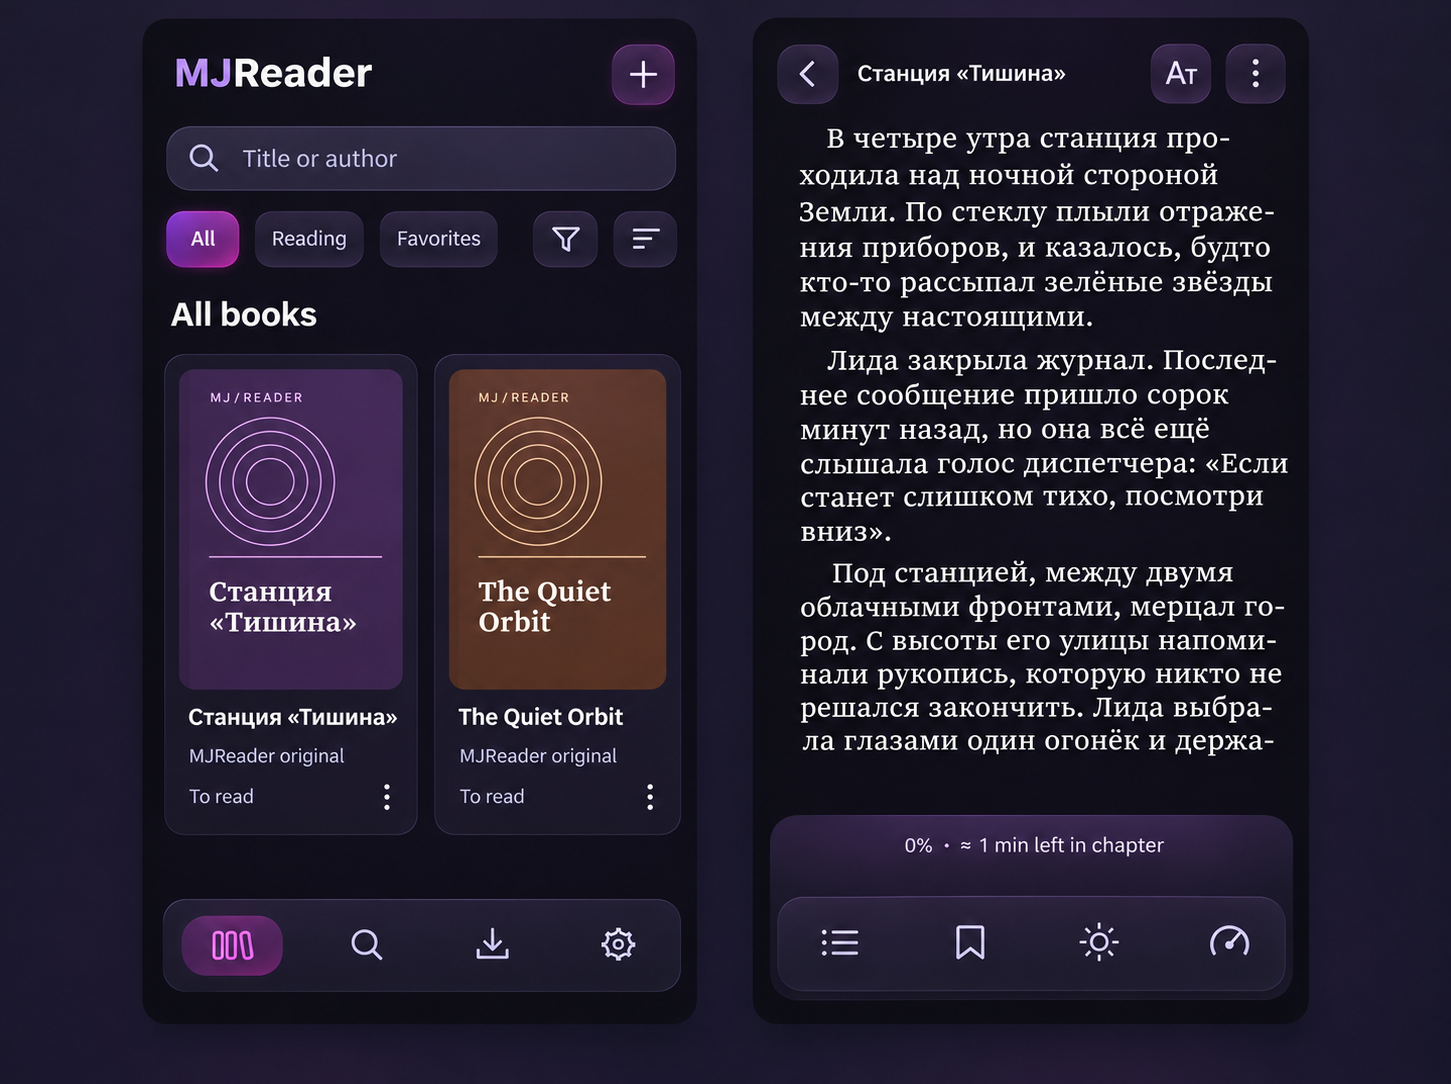 MJReader
Title or author
All
Reading
Favorites
All books
MJ/READER
Станция
«Тишина»
Станция «Тишина»
MJReader original
To read
MJ/READER
The Quiet
Orbit
The Quiet Orbit
MJReader original
To read
Станция «Тишина»
Aт
В четыре утра станция про-
ходила над ночной стороной
Земли. По стеклу плыли отраже-
ния приборов, и казалось, будто
кто-то рассыпал зелёные звёзды
между настоящими.
Лида закрыла журнал. Послед-
нее сообщение пришло сорок
минут назад, но она всё ещё
слышала голос диспетчера: «Если
станет слишком тихо, посмотри
вниз».
Под станцией, между двумя
облачными фронтами, мерцал го-
род. С высоты его улицы напоми-
нали рукопись, которую никто не
решался закончить. Лида выбра-
ла глазами один огонёк и держа-
0% • ≈ 1 min left in chapter